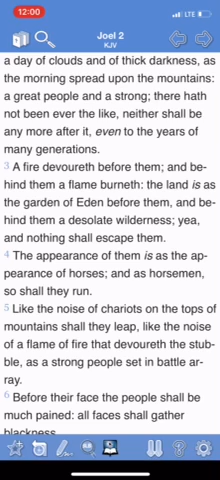 12:00
LTE
Joel 2
KJV
a day of clouds and of thick darkness, as
the morning spread upon the mountains:
a great people and a strong; there hath
not been ever the like, neither shall be
any more after it, even to the years of
many generations.
3 A fire devoureth before them; and be-
hind them a flame burneth: the land is as
the garden of Eden before them, and be-
hind them a desolate wilderness; yea,
and nothing shall escape them.
4 The appearance of them is as the ap-
pearance of horses; and as horsemen,
so shall they run.
5 Like the noise of chariots on the tops of
mountains shall they leap, like the noise
of a flame of fire that devoureth the stub-
ble, as a strong people set in battle ar-
ray.
6 Before their face the people shall be
much pained: all faces shall gather
blackness